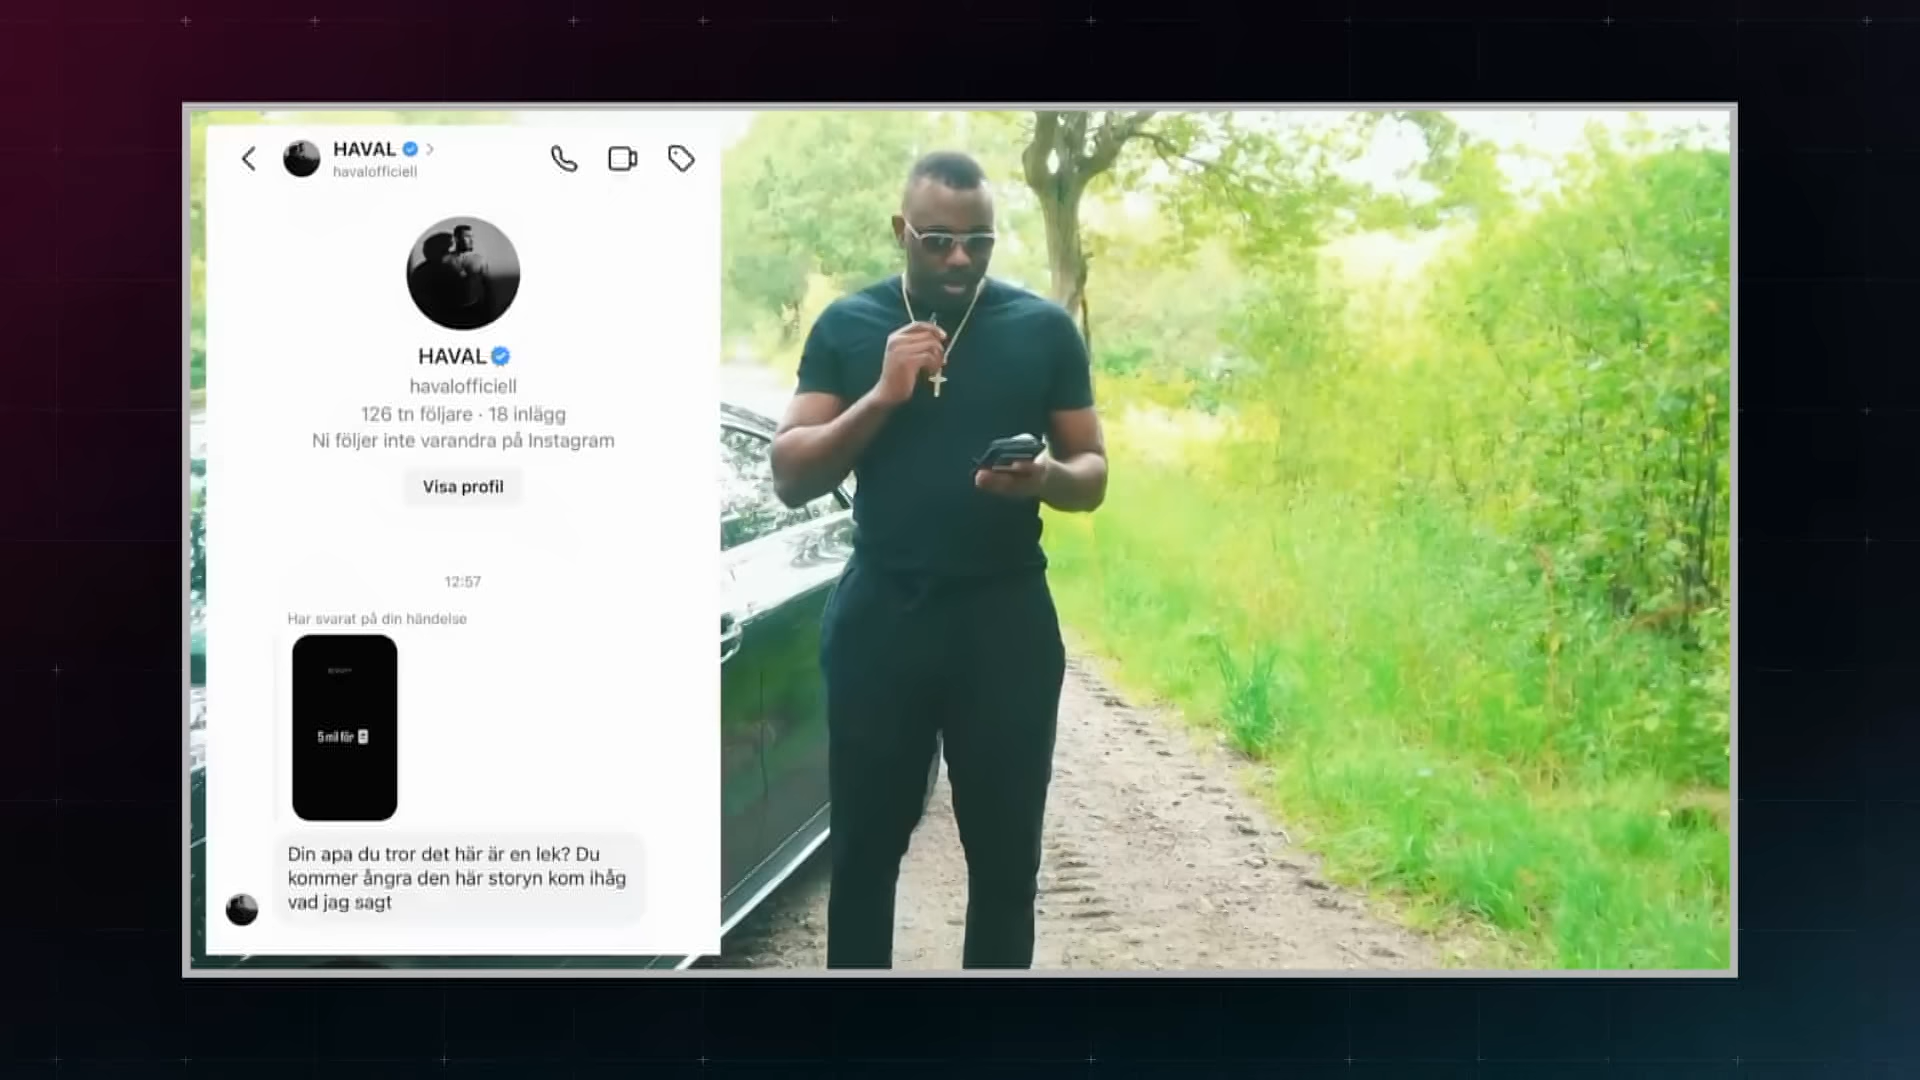 HAVAL
havalofficiell
HAVAL
havalofficiell
126 tn följare · 18 inlägg
Ni följer inte varandra på Instagram
Visa profil
12:57
Har svarat på din händelse
5 mil för
Din apa du tror det här är en lek? Du
kommer ångra den här storyn kom ihåg
vad jag sagt